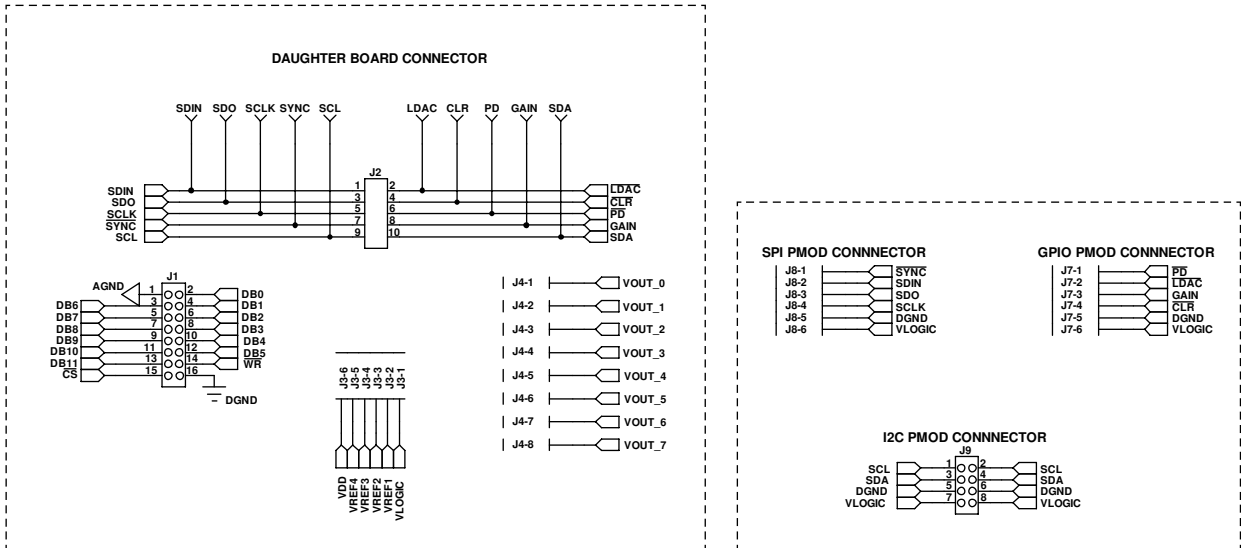 DAUGHTER BOARD CONNECTOR
SDIN SDO SCLK SYNC SCL LDAC CLR PD GAIN SDA
J2
SDIN 1 2 LDAC
SDO 3 4 CLR
SCLK 5 6 PD
SYNC 7 8 GAIN
SCL 9 10 SDA
J1
AGND 1 2 DB0
DB6 3 4 DB1
DB7 5 6 DB2
DB8 7 8 DB3
DB9 9 10 DB4
DB10 11 12 DB5
DB11 13 14 WR
CS 15 16
DGND
J3-6 J3-5 J3-4 J3-3 J3-2 J3-1
VDD VREF4 VREF3 VREF2 VREF1 VLOGIC
J4-1 VOUT_0
J4-2 VOUT_1
J4-3 VOUT_2
J4-4 VOUT_3
J4-5 VOUT_4
J4-6 VOUT_5
J4-7 VOUT_6
J4-8 VOUT_7
SPI PMOD CONNNECTOR
J8-1 SYNC
J8-2 SDIN
J8-3 SDO
J8-4 SCLK
J8-5 DGND
J8-6 VLOGIC
GPIO PMOD CONNNECTOR
J7-1 PD
J7-2 LDAC
J7-3 GAIN
J7-4 CLR
J7-5 DGND
J7-6 VLOGIC
I2C PMOD CONNNECTOR
J9
SCL 1 2 SCL
SDA 3 4 SDA
DGND 5 6 DGND
VLOGIC 7 8 VLOGIC